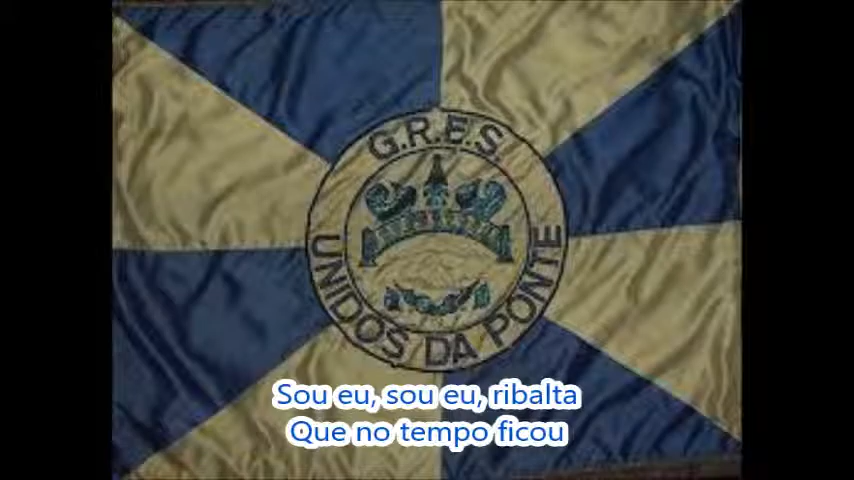 G.R.E.S.
UNIDOS DA PONTE
Sou eu, sou eu, ribalta
Que no tempo ficou